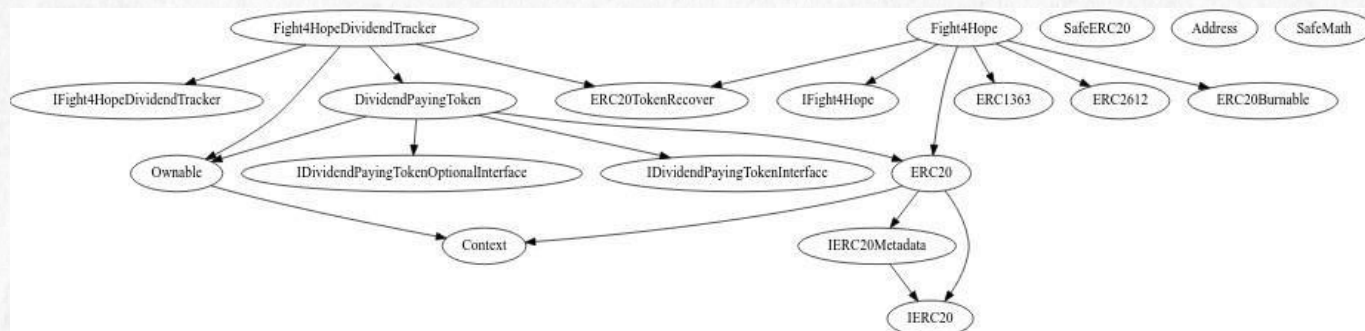 Fight4HopeDividendTracker
Fight4Hope
SafeERC20
Address
SafeMath
IFight4HopeDividendTracker
DividendPayingToken
ERC20TokenRecover
IFight4Hope
ERC1363
ERC2612
ERC20Burnable
Ownable
IDividendPayingTokenOptionalInterface
IDividendPayingTokenInterface
ERC20
Context
IERC20Metadata
IERC20